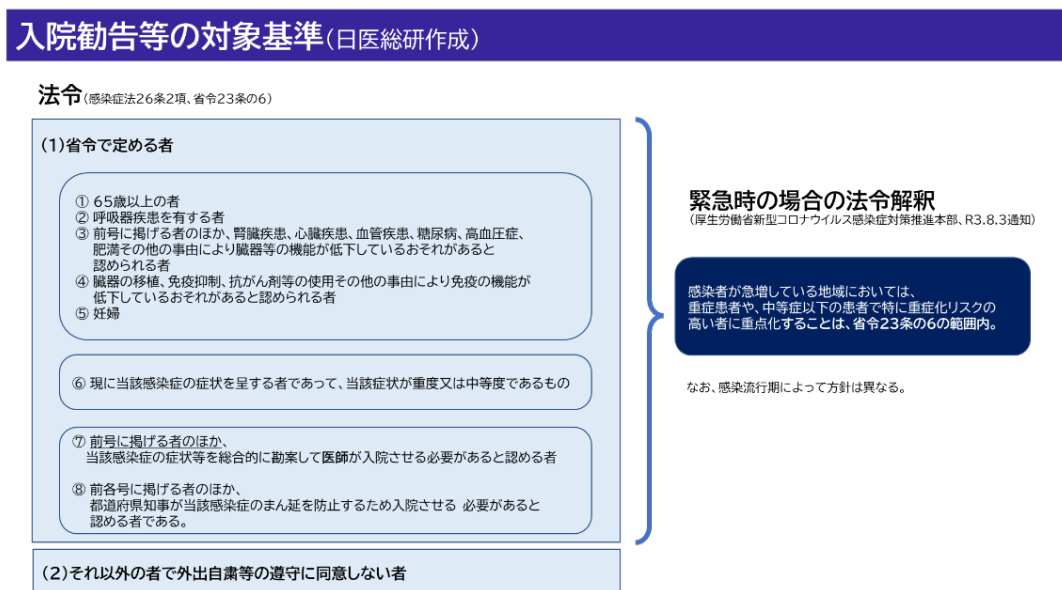 入院勧告等の対象基準(日医総研作成)
法令(感染症法26条2項、省令23条の6)
(1)省令で定める者
① 65歳以上の者
② 呼吸器疾患を有する者
③ 前号に掲げる者のほか、腎臓疾患、心臓疾患、血管疾患、糖尿病、高血圧症、
肥満その他の事由により臓器等の機能が低下しているおそれがあると
認められる者
④ 臓器の移植、免疫抑制、抗がん剤等の使用その他の事由により免疫の機能が
低下しているおそれがあると認められる者
⑤ 妊婦
⑥ 現に当該感染症の症状を呈する者であって、当該症状が重度又は中等度であるもの
⑦ 前号に掲げる者のほか、
当該感染症の症状等を総合的に勘案して医師が入院させる必要があると認める者
⑧ 前各号に掲げる者のほか、
都道府県知事が当該感染症のまん延を防止するため入院させる 必要があると
認める者である。
(2)それ以外の者で外出自粛等の遵守に同意しない者
緊急時の場合の法令解釈
(厚生労働省新型コロナウイルス感染症対策推進本部、R3.8.3通知)
感染者が急増している地域においては、
重症患者や、中等症以下の患者で特に重症化リスクの
高い者に重点化することは、省令23条の6の範囲内。
なお、感染流行期によって方針は異なる。